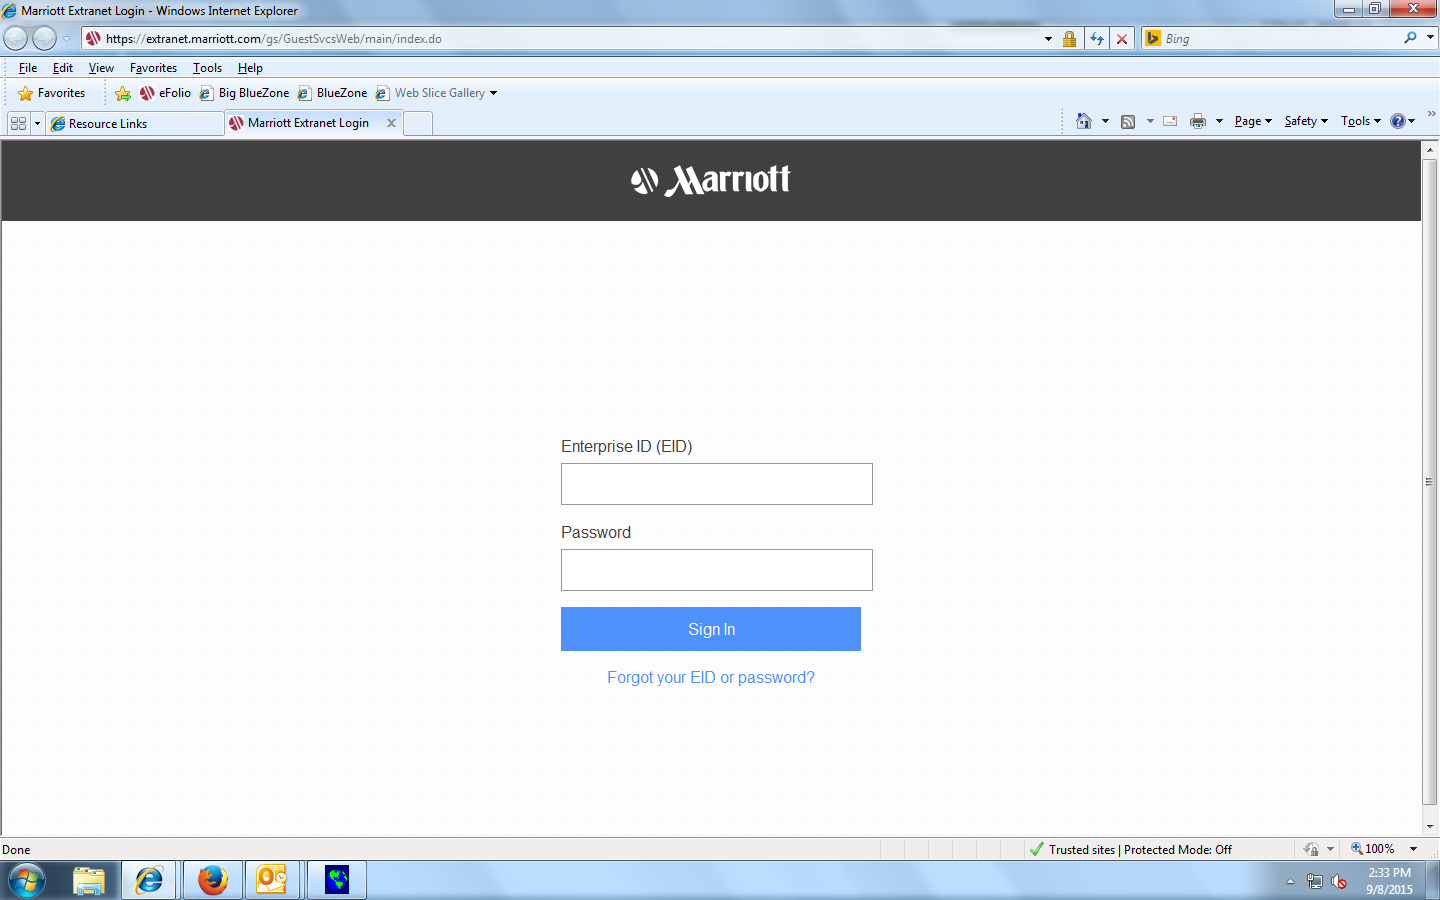 Marriott Extranet Login - Windows Internet Explorer
https://extranet.marriott.com/gs/GuestSvcsWeb/main/index.do
Bing
File Edit View Favorites Tools Help
Favorites eFolio Big BlueZone BlueZone Web Slice Gallery
Resource Links Marriott Extranet Login Page Safety Tools
Marriott
Enterprise ID (EID)
Password
Sign In
Forgot your EID or password?
Done Trusted sites | Protected Mode: Off 100%
2:33 PM
9/8/2015